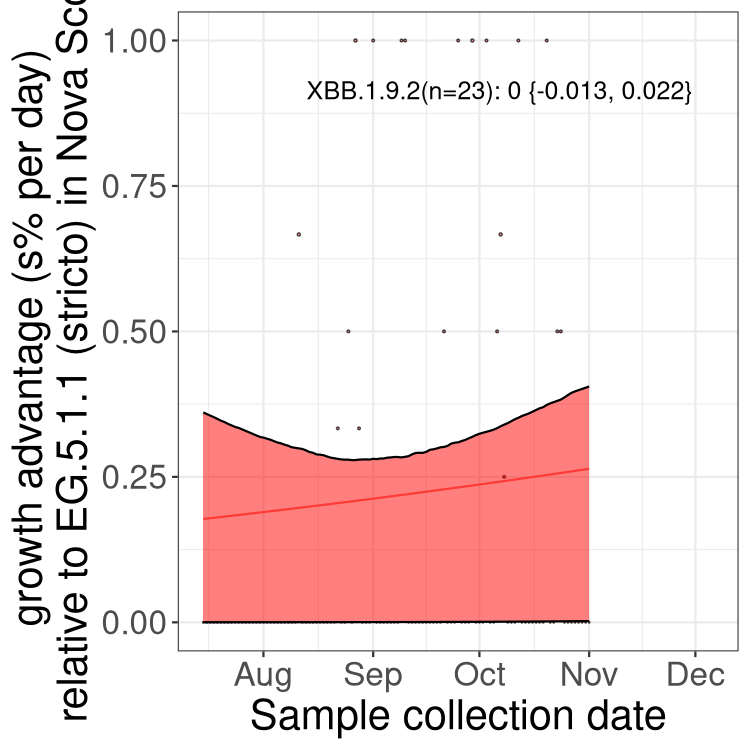 growth advantage (s% per day)
relative to EG.5.1.1 (stricto) in Nova
1.00
0.75
0.50
0.25
0.00
XBB.1.9.2(n=23): 0 {-0.013, 0.022}
Aug Sep Oct Nov Dec
Sample collection date